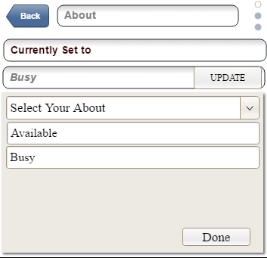 Back About
Currently Set to
Busy UPDATE
Select Your About
Available
Busy
Done